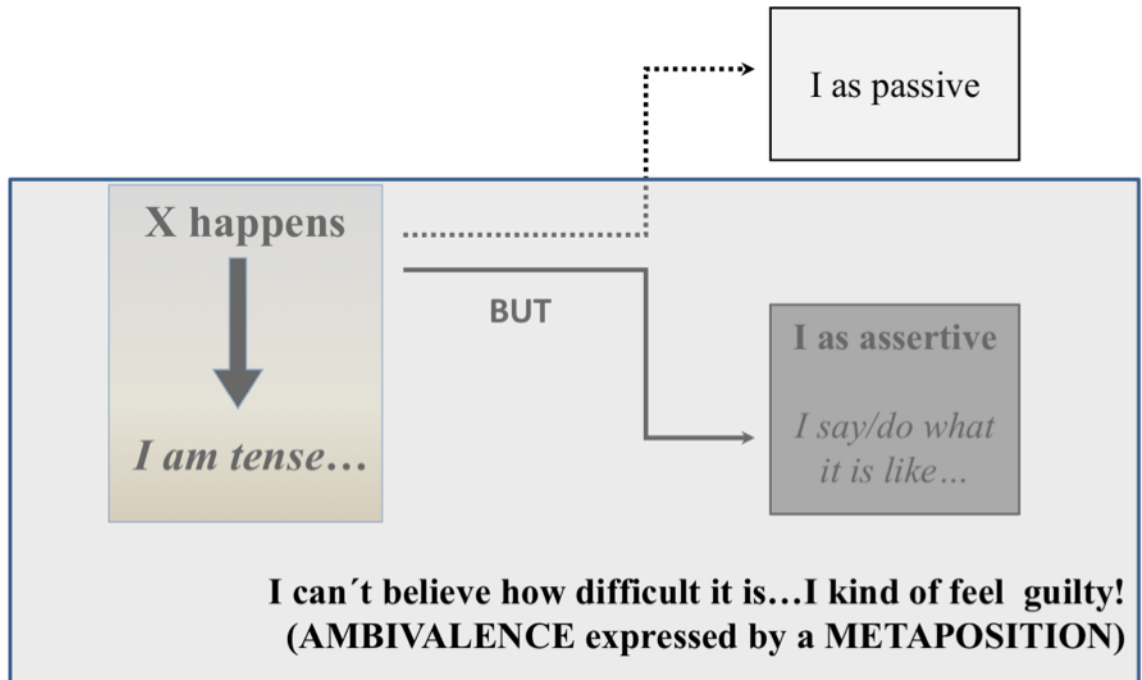 I as passive
X happens
BUT
I am tense…
I as assertive
I say/do what
it is like…
I can´t believe how difficult it is…I kind of feel  guilty!
(AMBIVALENCE expressed by a METAPOSITION)